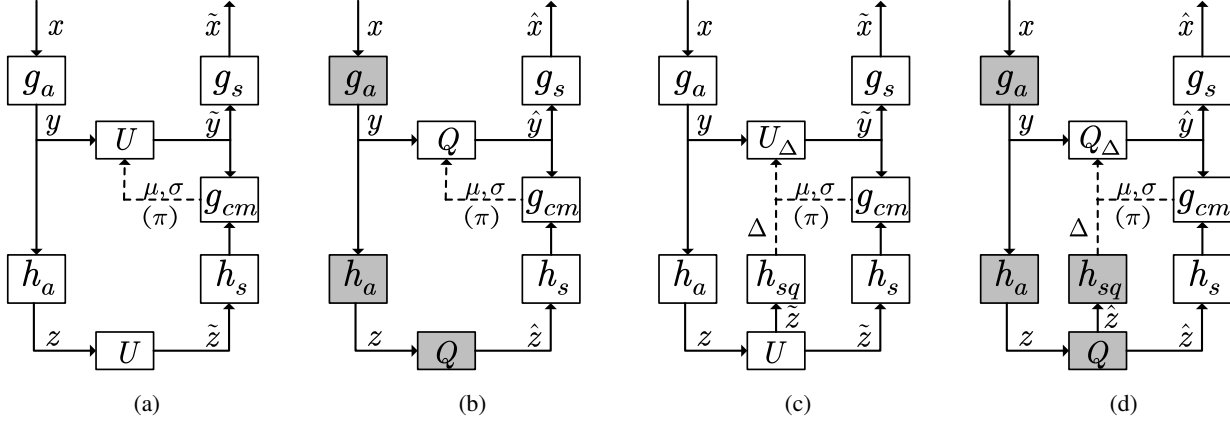 x x̃
g_a g_s
y U ỹ
μ,σ
(π) g_cm
h_a h_s
z U z̃
(a)
x x̂
g_a g_s
y Q ŷ
μ,σ
(π) g_cm
h_a h_s
z Q ẑ
(b)
x x̃
g_a g_s
y U_Δ ỹ
μ,σ
(π) g_cm
Δ
h_a h_sq h_s
z̃
z U z̃
(c)
x x̂
g_a g_s
y Q_Δ ŷ
μ,σ
(π) g_cm
Δ
h_a h_sq h_s
ẑ
z Q ẑ
(d)